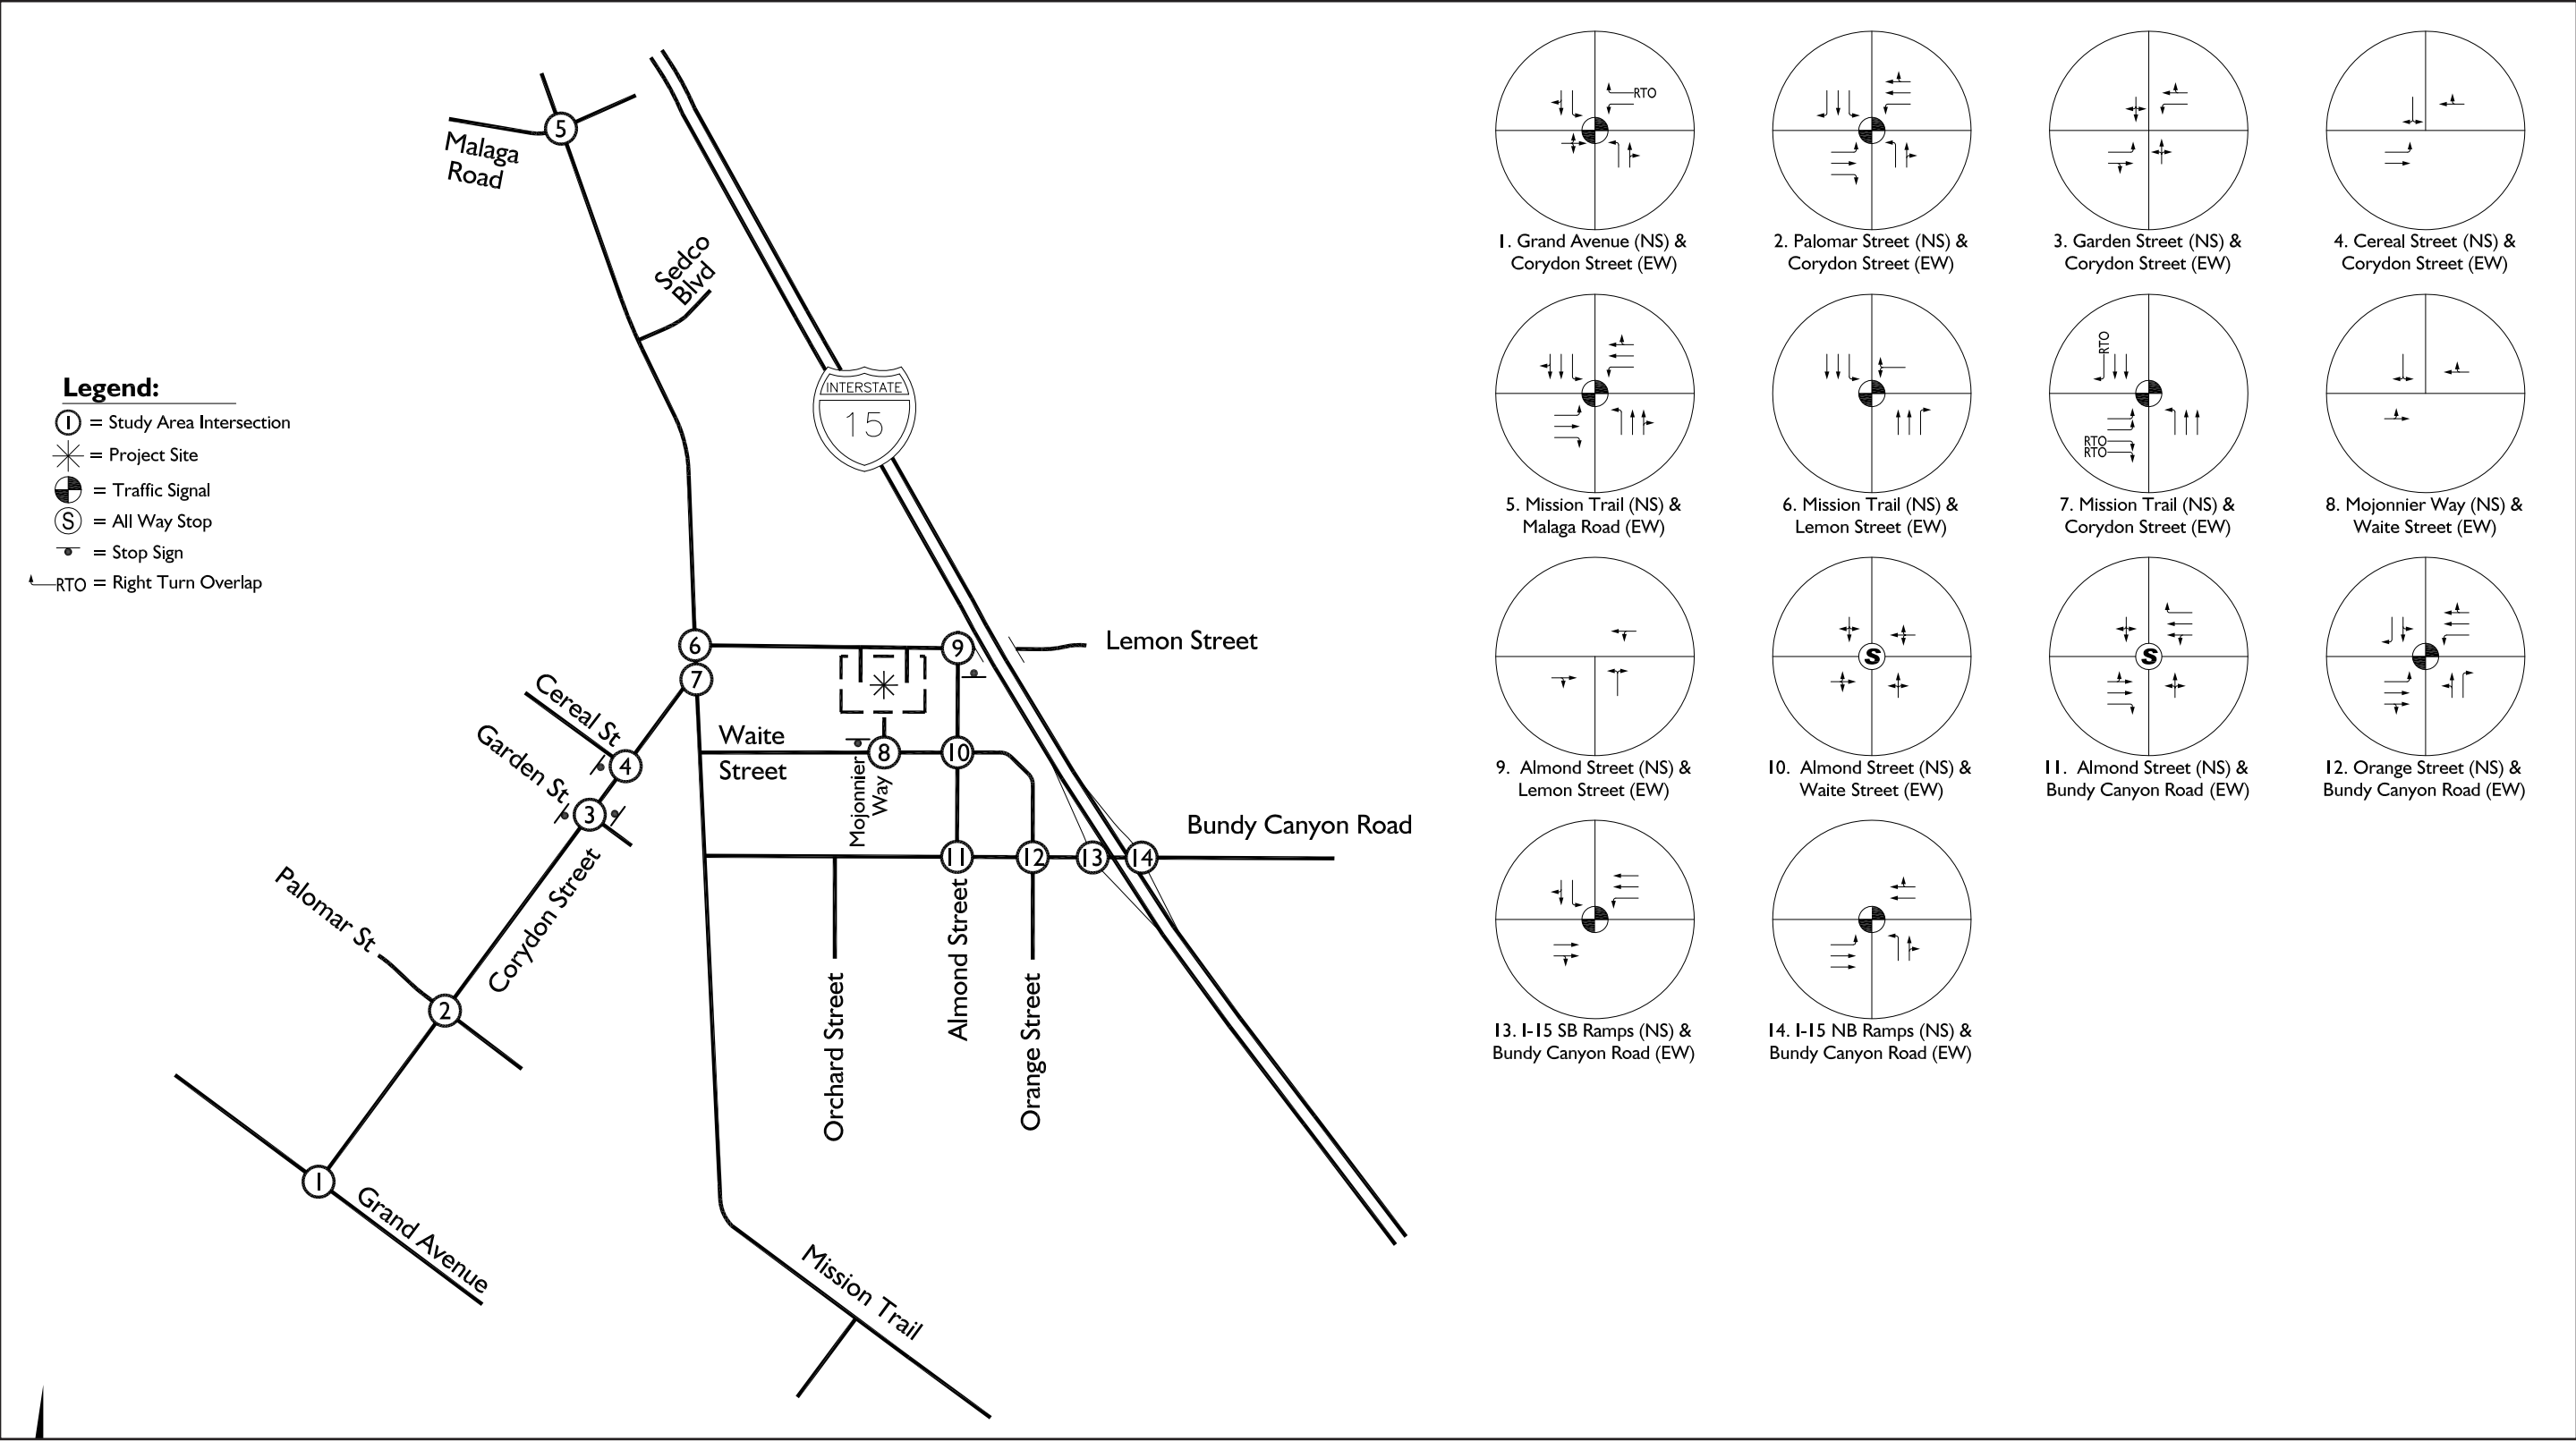 Malaga
Road
5
Sedco
Blvd
INTERSTATE
15
Legend:
1 = Study Area Intersection
= Project Site
= Traffic Signal
S = All Way Stop
= Stop Sign
RTO = Right Turn Overlap
6
9
Lemon Street
7
Cereal St
Waite
Street
8
10
4
Garden St
3
Mojonnier
Way
Bundy Canyon Road
11
12
13
14
Palomar St
Corydon Street
2
Orchard Street
Almond Street
Orange Street
1
Grand Avenue
Mission Trail
RTO
1. Grand Avenue (NS) &
Corydon Street (EW)
2. Palomar Street (NS) &
Corydon Street (EW)
3. Garden Street (NS) &
Corydon Street (EW)
4. Cereal Street (NS) &
Corydon Street (EW)
5. Mission Trail (NS) &
Malaga Road (EW)
6. Mission Trail (NS) &
Lemon Street (EW)
RTO
RTO
RTO
7. Mission Trail (NS) &
Corydon Street (EW)
8. Mojonnier Way (NS) &
Waite Street (EW)
9. Almond Street (NS) &
Lemon Street (EW)
S
10. Almond Street (NS) &
Waite Street (EW)
S
11. Almond Street (NS) &
Bundy Canyon Road (EW)
12. Orange Street (NS) &
Bundy Canyon Road (EW)
13. I-15 SB Ramps (NS) &
Bundy Canyon Road (EW)
14. I-15 NB Ramps (NS) &
Bundy Canyon Road (EW)